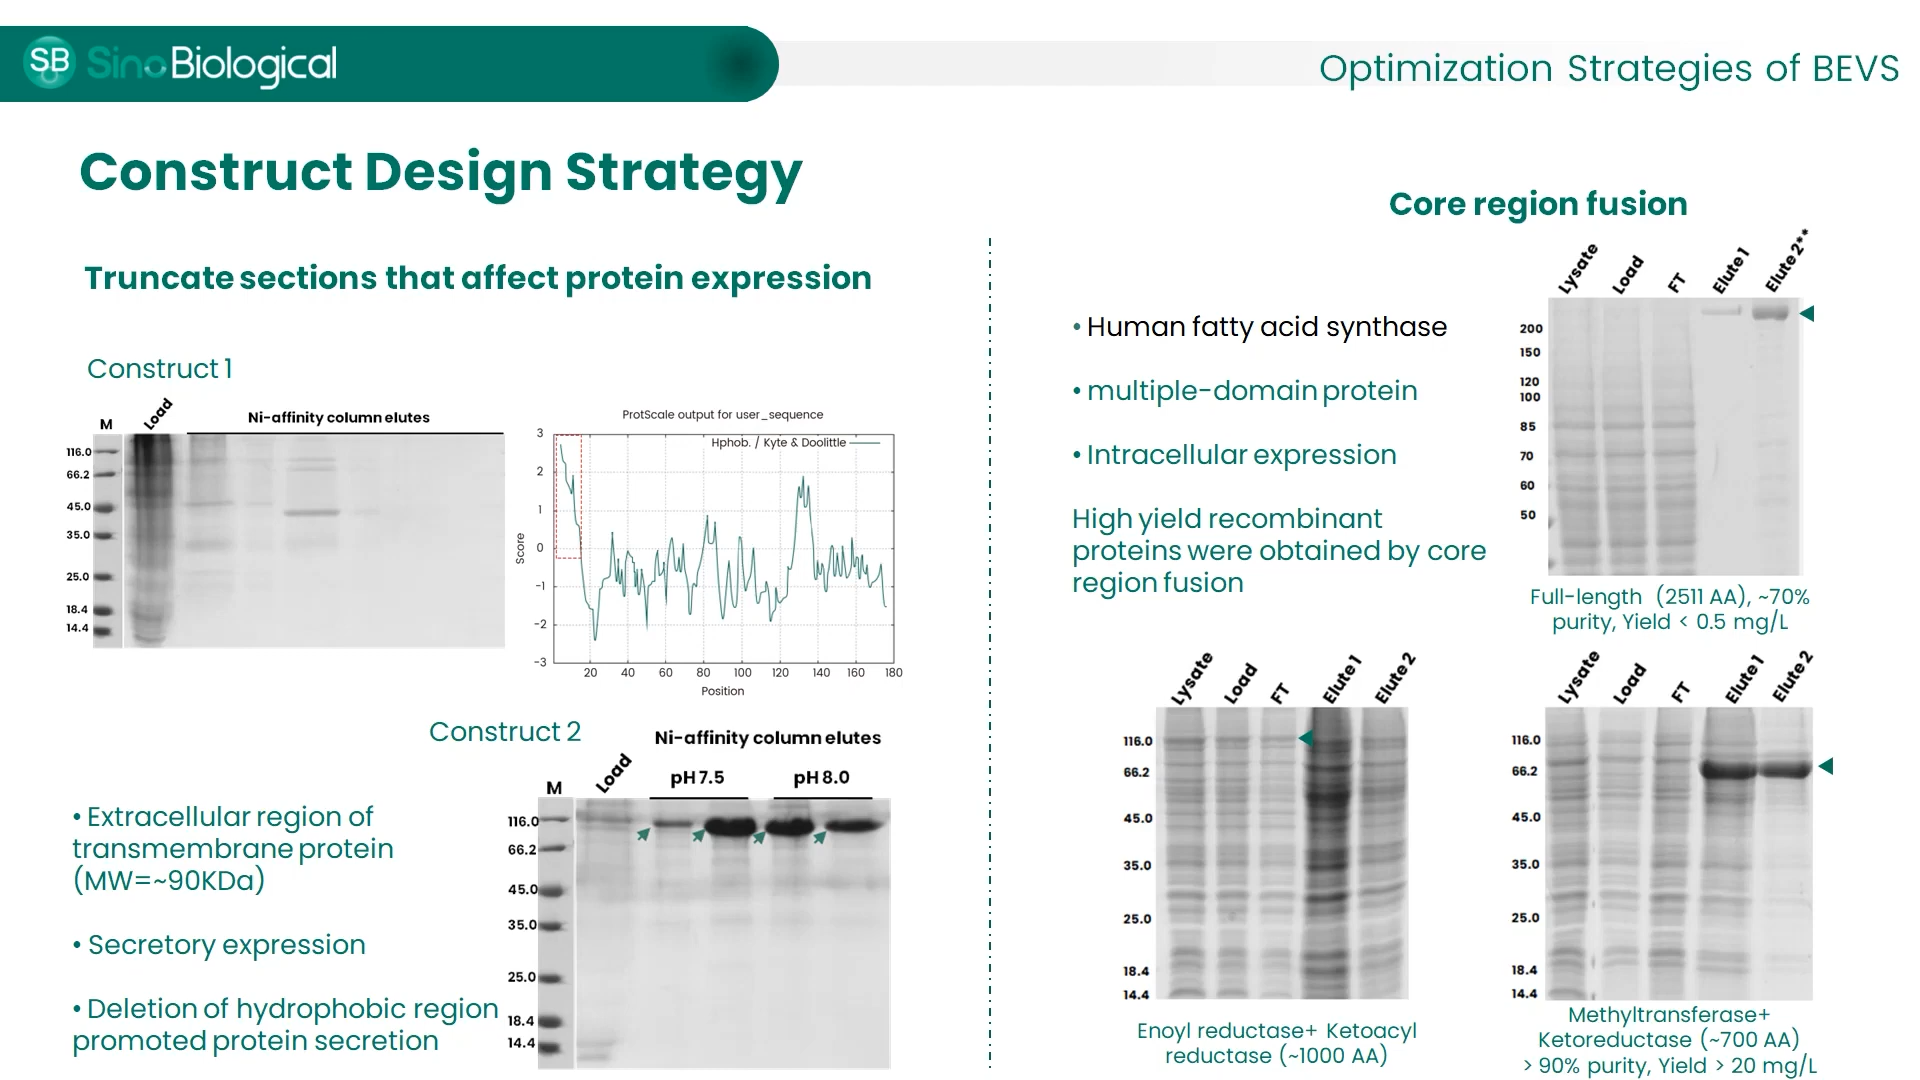 SB SinoBiological
Optimization Strategies of BEVS
Construct Design Strategy
Truncate sections that affect protein expression
Construct 1
M
Load
Ni-affinity column elutes
116.0
66.2
45.0
35.0
25.0
18.4
14.4
ProtScale output for user_sequence
Hphob. / Kyte & Doolittle
Score
3
2
1
0
-1
-2
-3
20 40 60 80 100 120 140 160 180
Position
Construct 2
Ni-affinity column elutes
M
Load
pH 7.5
pH 8.0
116.0
66.2
45.0
35.0
25.0
18.4
14.4
• Extracellular region of
transmembrane protein
(MW=~90KDa)
• Secretory expression
• Deletion of hydrophobic region
promoted protein secretion
Core region fusion
• Human fatty acid synthase
• multiple-domain protein
• Intracellular expression
High yield recombinant
proteins were obtained by core
region fusion
Lysate
Load
FT
Elute 1
Elute 2**
200
150
120
100
85
70
60
50
Full-length (2511 AA), ~70%
purity, Yield < 0.5 mg/L
Lysate
Load
FT
Elute 1
Elute 2
116.0
66.2
45.0
35.0
25.0
18.4
14.4
Enoyl reductase+ Ketoacyl
reductase (~1000 AA)
Lysate
Load
FT
Elute 1
Elute 2
116.0
66.2
45.0
35.0
25.0
18.4
14.4
Methyltransferase+
Ketoreductase (~700 AA)
> 90% purity, Yield > 20 mg/L